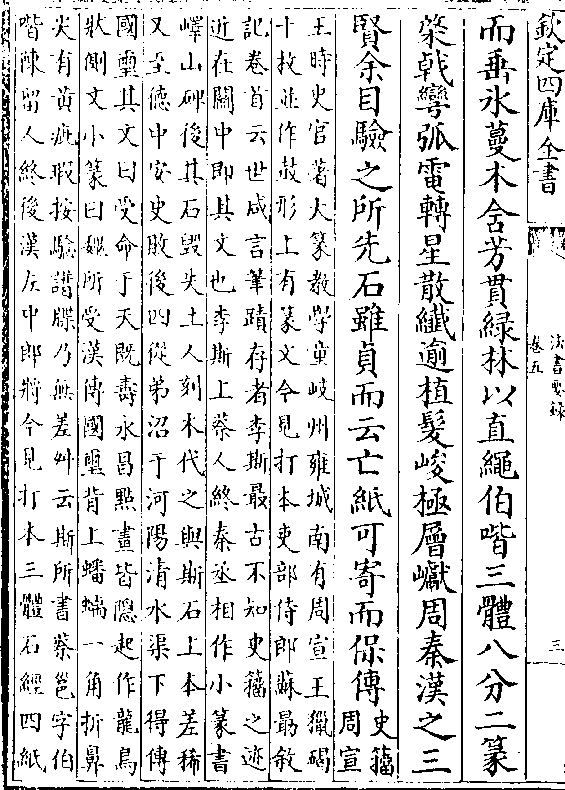 欽定四庫全書
法書要錄
卷五
三
而垂氷蔓木含芳貫綠林以直繩伯喈三體八分二篆
棨戟彎弧電轉星散纖逾植髮峻極層巘周秦漢之三
賢余目驗之所先石雖貞而云亡紙可寄而保傳
史籀
周宣
王時史官著大篆敎學童岐州雍城南有周宣王獵碣
十枚並作鼓形上有篆文今見打本吏部侍郎蘇勗敘
記卷首云世咸言筆蹟存者李斯最古不知史籀之迹
近在關中即其文也李斯上蔡人終秦丞相作小篆書
嶧山碑後其石毁失土人刻木代之與斯石上本差稀
又至德中安史敗後四從弟沼于河陽清水渠下得傳
國璽其文曰受命于天既壽永昌點畫皆隱起作龍鳥
狀側文小篆曰魏所受漢傳國璽背上蟠螭一角折鼻
尖有黃疵瑕按驗譜牒乃無差舛云斯所書蔡邕字伯
喈陳留人終後漢左中郎將今見打本三體石經四紙